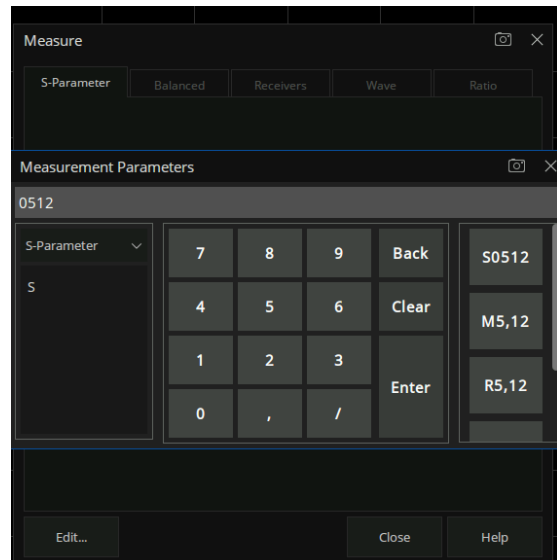 Measure
S-Parameter Balanced Receivers Wave Ratio
Measurement Parameters
0512
S-Parameter
S
7 8 9 Back
4 5 6 Clear
1 2 3
Enter
0 , /
S0512
M5,12
R5,12
Edit... Close Help